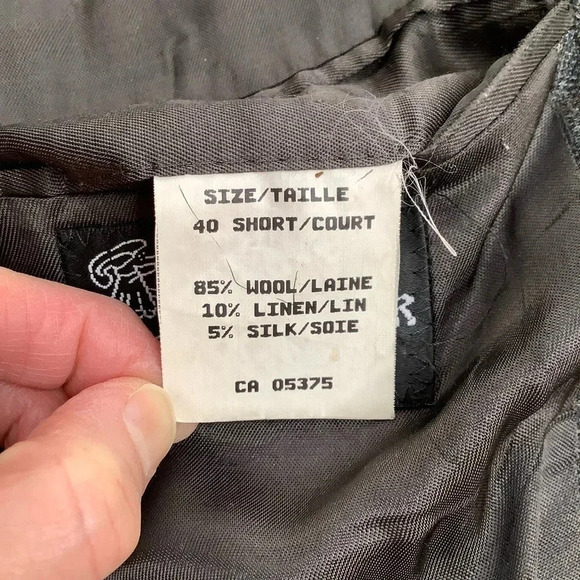 SIZE/TAILLE
40 SHORT/COURT
85% WOOL/LAINE
10% LINEN/LIN
5% SILK/SOIE
CA 05375